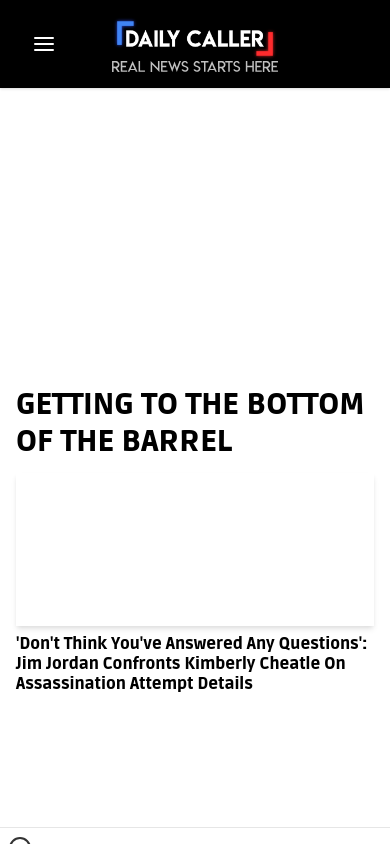 DAILY CALLER
REAL NEWS STARTS HERE
GETTING TO THE BOTTOM
OF THE BARREL
'Don't Think You've Answered Any Questions':
Jim Jordan Confronts Kimberly Cheatle On
Assassination Attempt Details